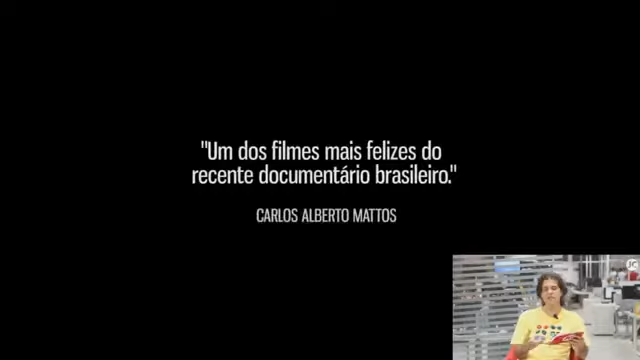 "Um dos filmes mais felizes do
recente documentário brasileiro."
CARLOS ALBERTO MATTOS